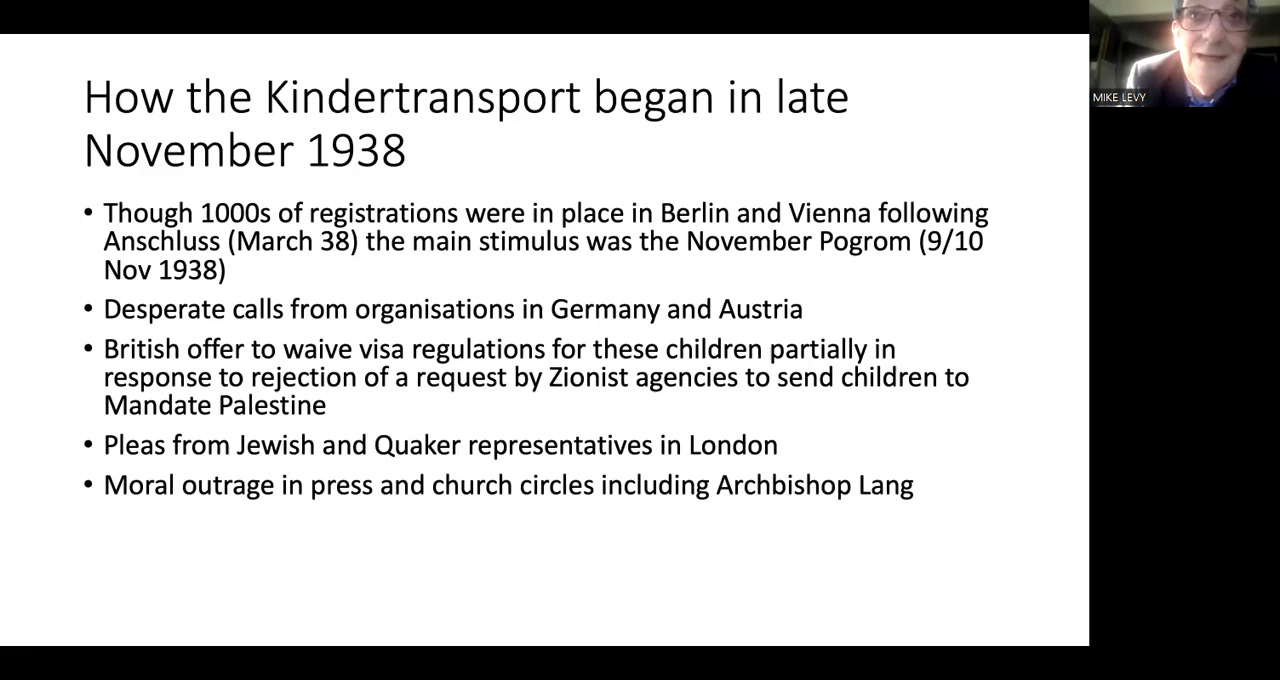 How the Kindertransport began in late
November 1938
• Though 1000s of registrations were in place in Berlin and Vienna following
Anschluss (March 38) the main stimulus was the November Pogrom (9/10
Nov 1938)
• Desperate calls from organisations in Germany and Austria
• British offer to waive visa regulations for these children partially in
response to rejection of a request by Zionist agencies to send children to
Mandate Palestine
• Pleas from Jewish and Quaker representatives in London
• Moral outrage in press and church circles including Archbishop Lang
MIKE LEVY